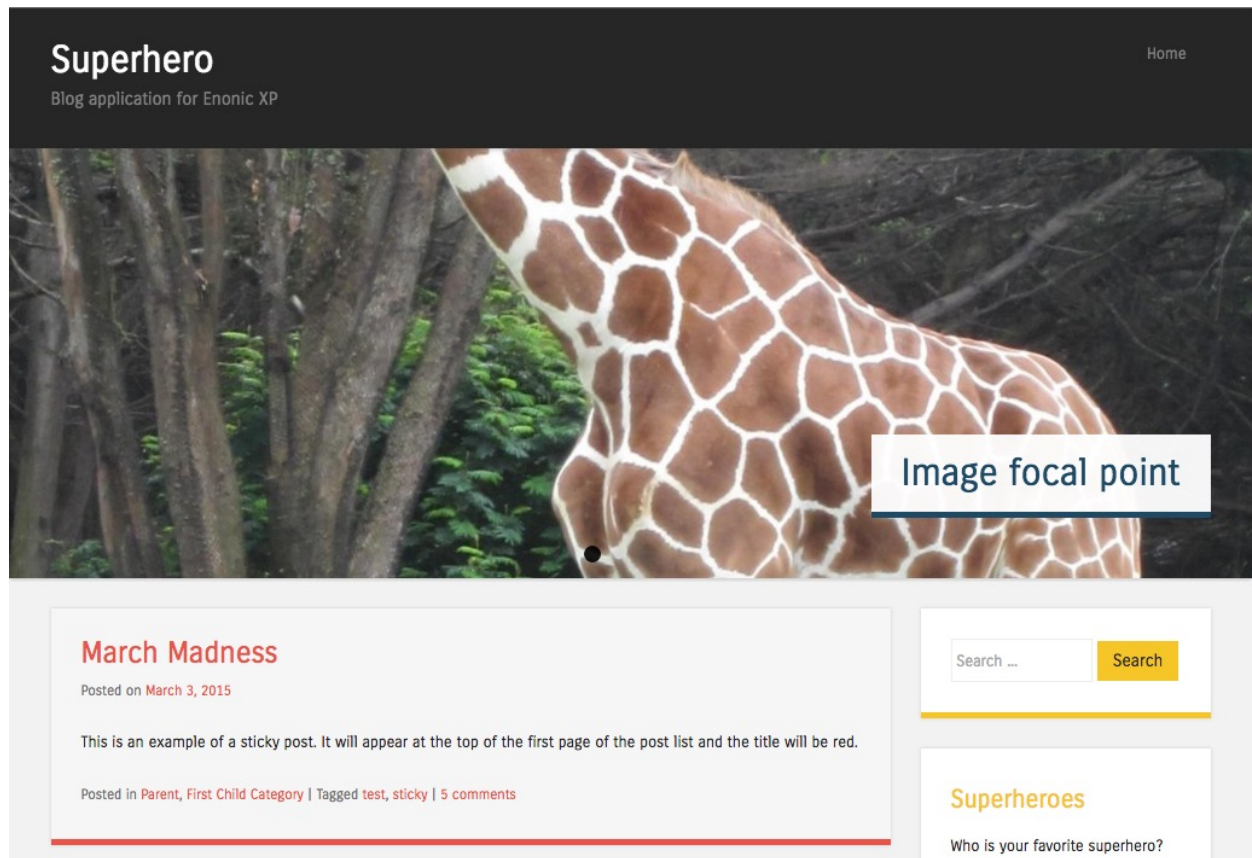 Superhero
Home
Blog application for Enonic XP
Image focal point
March Madness
Posted on March 3, 2015
This is an example of a sticky post. It will appear at the top of the first page of the post list and the title will be red.
Posted in Parent, First Child Category | Tagged test, sticky | 5 comments
Search ...
Search
Superheroes
Who is your favorite superhero?